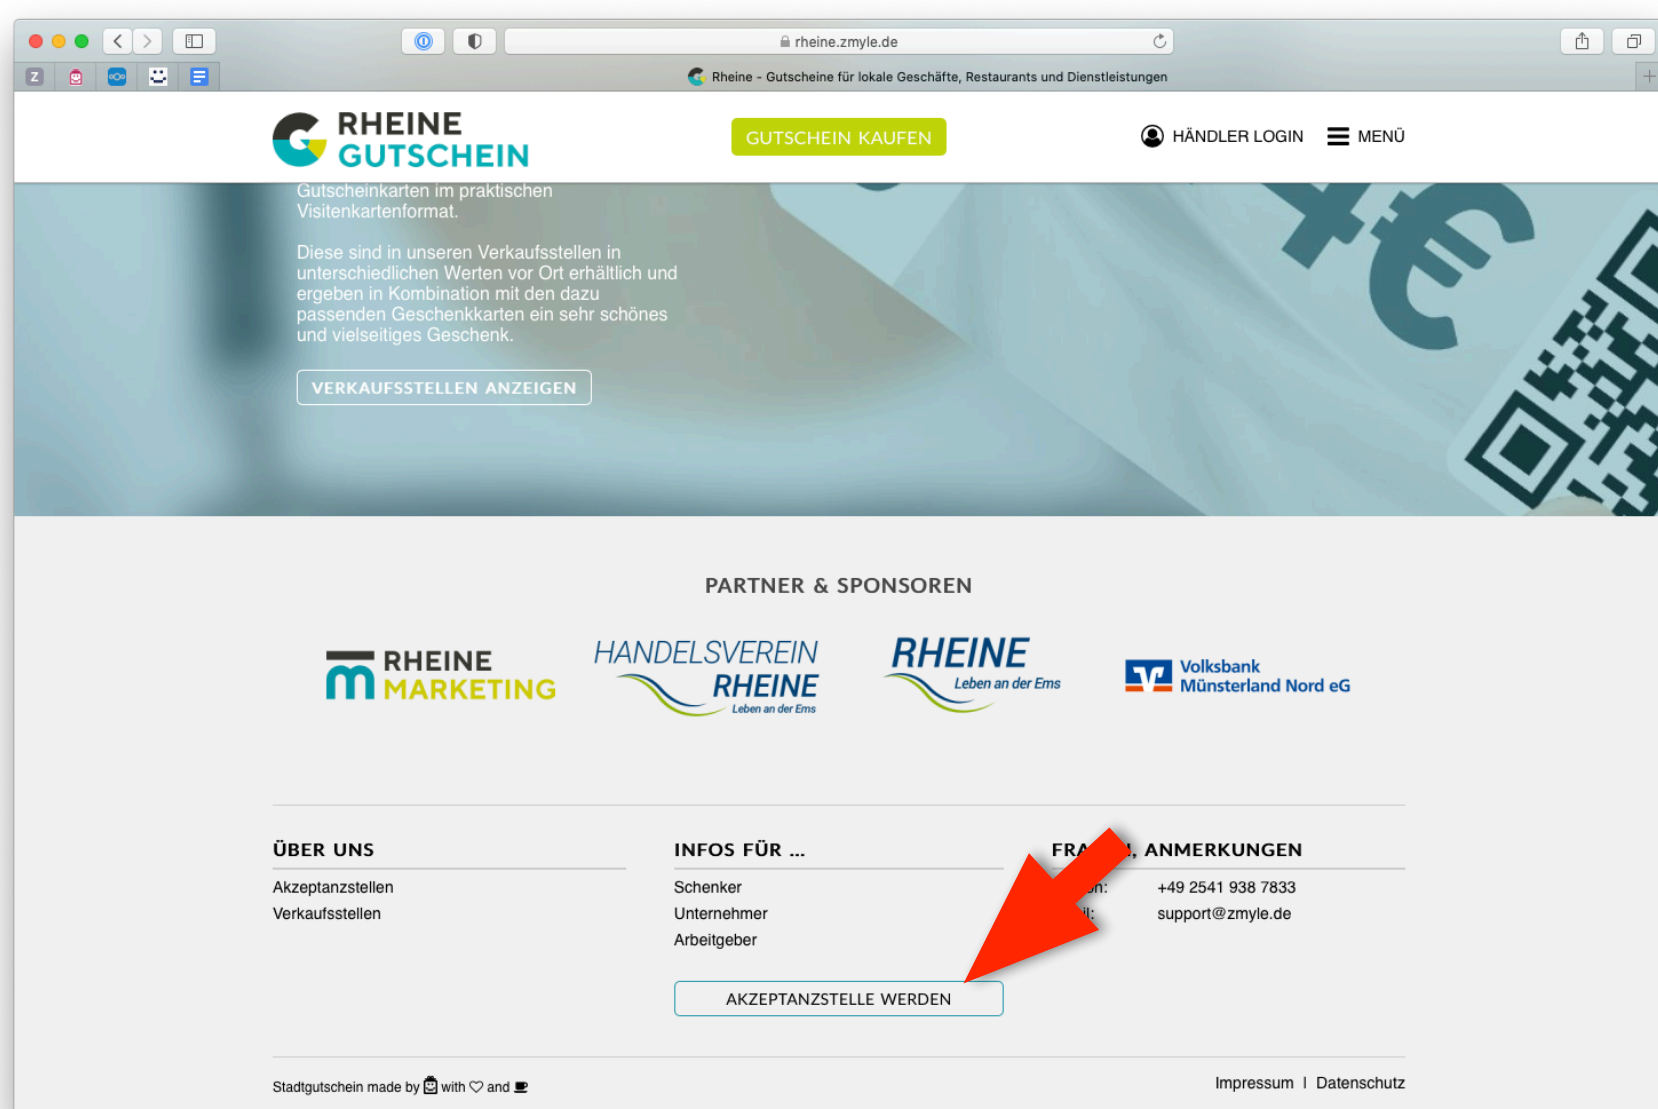 rheine.zmyle.de
Z
Rheine - Gutscheine für lokale Geschäfte, Restaurants und Dienstleistungen
RHEINE
GUTSCHEIN
GUTSCHEIN KAUFEN
HÄNDLER LOGIN
MENÜ
Gutscheinkarten im praktischen
Visitenkartenformat.
Diese sind in unseren Verkaufsstellen in
unterschiedlichen Werten vor Ort erhältlich und
ergeben in Kombination mit den dazu
passenden Geschenkkarten ein sehr schönes
und vielseitiges Geschenk.
VERKAUFSSTELLEN ANZEIGEN
4€
PARTNER & SPONSOREN
RHEINE
MARKETING
HANDELSVEREIN
RHEINE
Leben an der Ems
RHEINE
Leben an der Ems
Volksbank
Münsterland Nord eG
ÜBER UNS
Akzeptanzstellen
Verkaufsstellen
INFOS FÜR ...
Schenker
Unternehmer
Arbeitgeber
AKZEPTANZSTELLE WERDEN
ANMERKUNGEN
+49 2541 938 7833
support@zmyle.de
Stadtgutschein made by with ♡ and
Impressum | Datenschutz